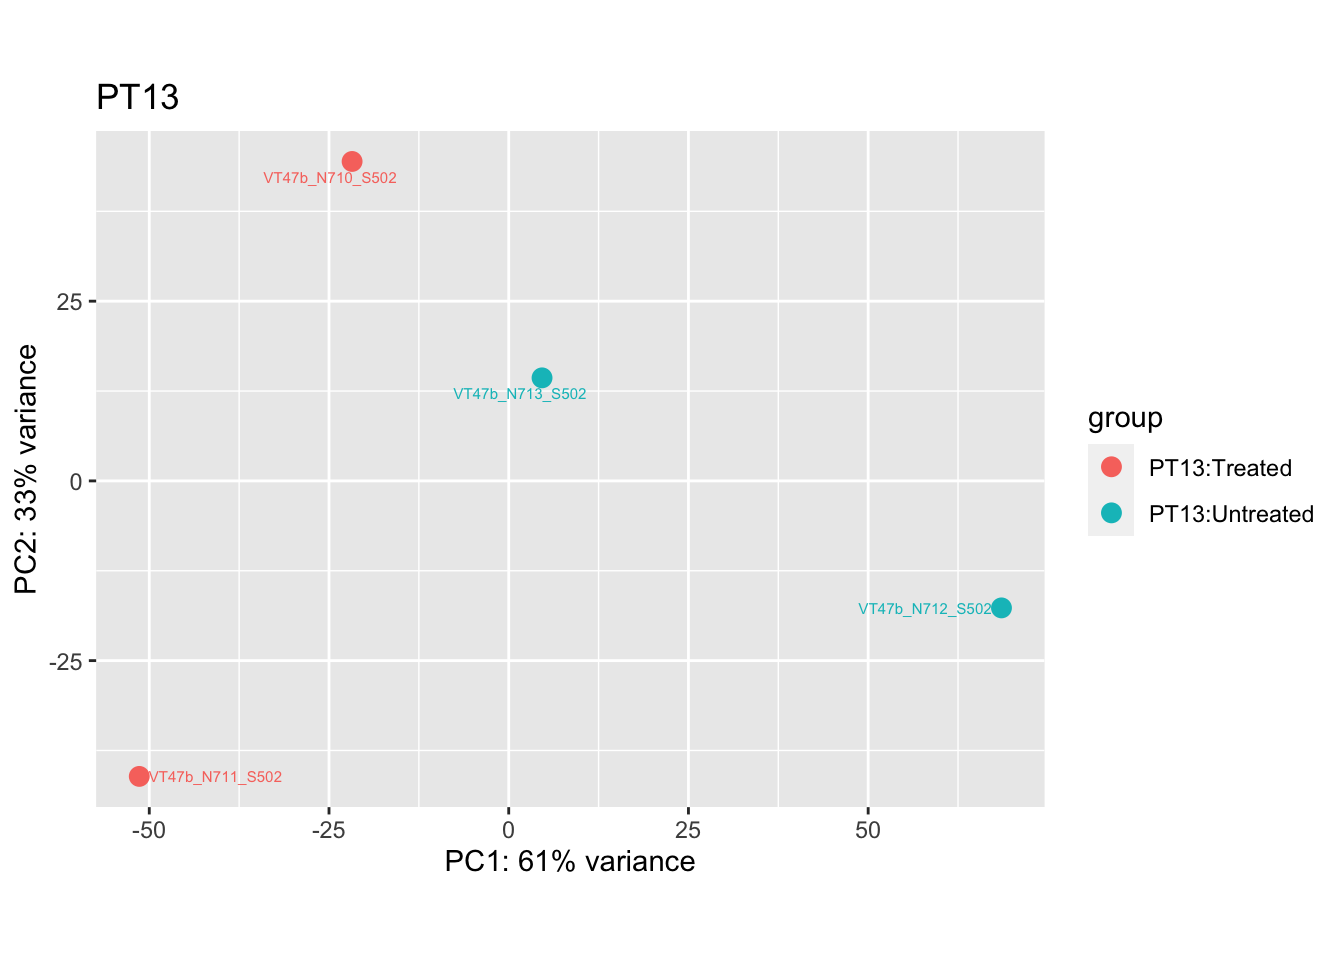 PT13
VT47b_N710_S502
25
VT47b_N713_S502
0
VT47b_N712_S502
-25
VT47b_N711_S502
-50 -25 0 25 50
PC1: 61% variance
PC2: 33% variance
group
PT13:Treated
PT13:Untreated